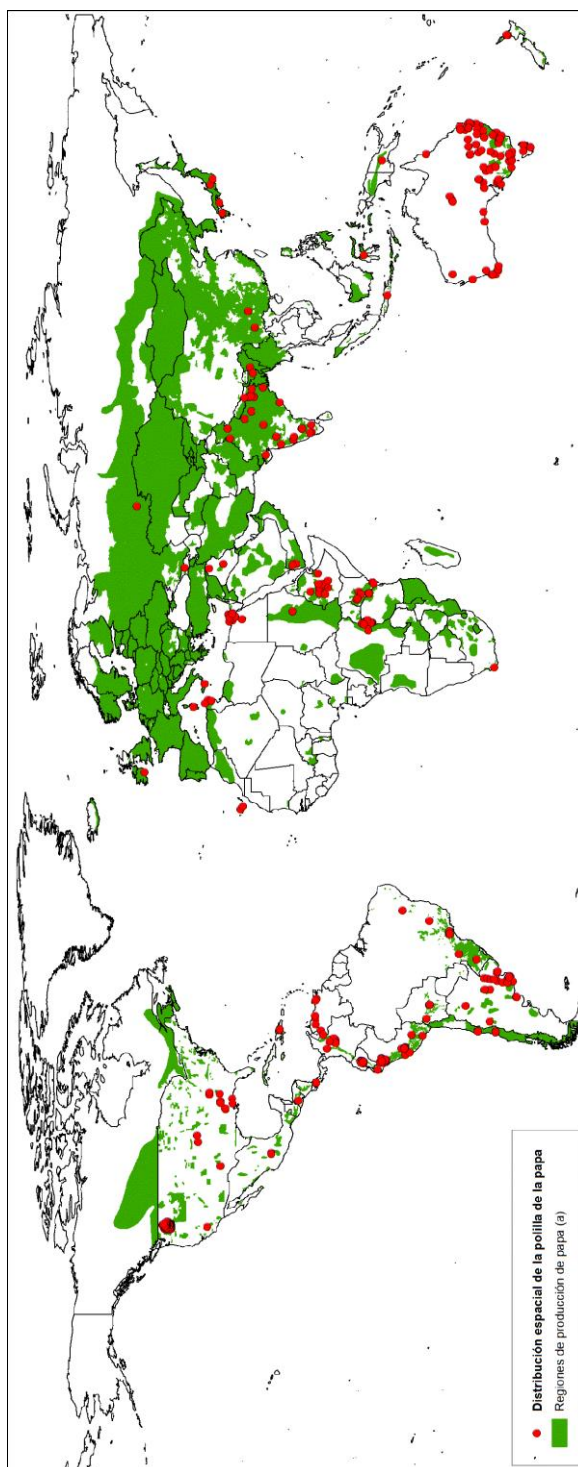 Distribución espacial de la polilla de la papa
Regiones de producción de papa (a)